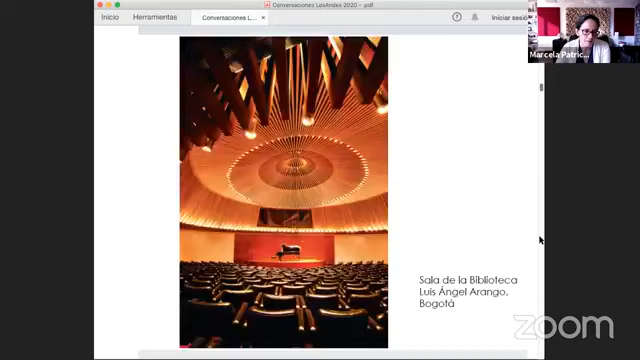 Conversaciones LosAndes 2020 - .pdf
Inicio
Herramientas
Conversaciones L... ×
Iniciar sesió
Marcela Patric...
Sala de la Biblioteca
Luis Ángel Arango,
Bogotá
zoom